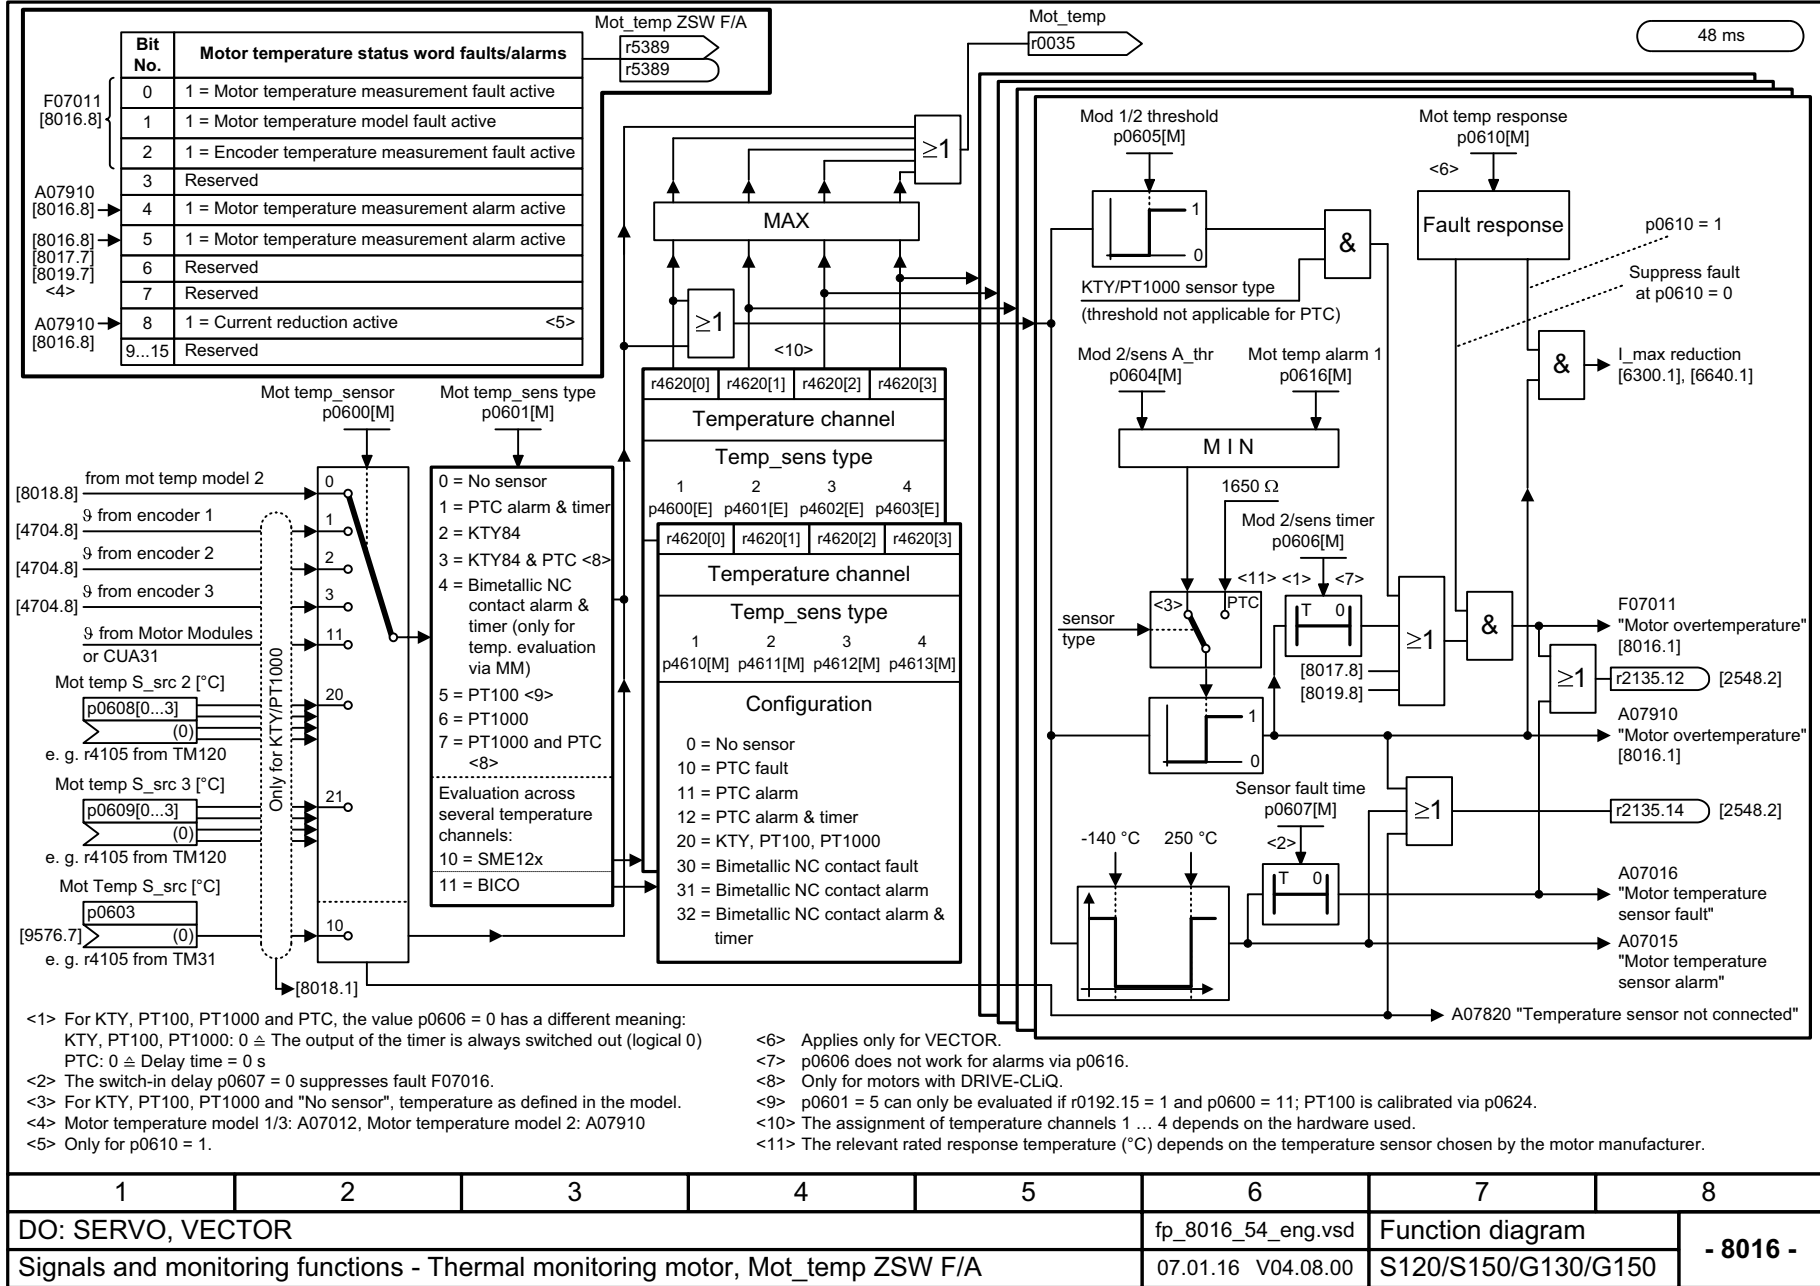 Mot_temp ZSW F/A
r5389
r5389
Bit No.
Motor temperature status word faults/alarms
F07011
[8016.8]
0 1 = Motor temperature measurement fault active
1 1 = Motor temperature model fault active
2 1 = Encoder temperature measurement fault active
3 Reserved
A07910
[8016.8]
4 1 = Motor temperature measurement alarm active
[8016.8]
[8017.7]
[8019.7]
<4>
5 1 = Motor temperature measurement alarm active
6 Reserved
7 Reserved
A07910
[8016.8]
8 1 = Current reduction active <5>
9...15 Reserved
Mot_temp
r0035
48 ms
≥1
MAX
≥1
<10>
Mot temp_sensor
p0600[M]
Mot temp_sens type
p0601[M]
[8018.8] from mot temp model 2
ϑ from encoder 1
[4704.8]
ϑ from encoder 2
[4704.8]
ϑ from encoder 3
[4704.8]
ϑ from Motor Modules
or CUA31
Mot temp S_src 2 [°C]
p0608[0...3]
(0)
e. g. r4105 from TM120
Mot temp S_src 3 [°C]
p0609[0...3]
(0)
e. g. r4105 from TM120
Mot Temp S_src [°C]
p0603
[9576.7]
(0)
e. g. r4105 from TM31
Only for KTY/PT1000
[8018.1]
0
1
2
3
11
20
21
10
0 = No sensor
1 = PTC alarm & timer
2 = KTY84
3 = KTY84 & PTC <8>
4 = Bimetallic NC
contact alarm &
timer (only for
temp. evaluation
via MM)
5 = PT100 <9>
6 = PT1000
7 = PT1000 and PTC
<8>
Evaluation across
several temperature
channels:
10 = SME12x
11 = BICO
r4620[0] r4620[1] r4620[2] r4620[3]
Temperature channel
Temp_sens type
1 2 3 4
p4600[E] p4601[E] p4602[E] p4603[E]
r4620[0] r4620[1] r4620[2] r4620[3]
Temperature channel
Temp_sens type
1 2 3 4
p4610[M] p4611[M] p4612[M] p4613[M]
Configuration
0 = No sensor
10 = PTC fault
11 = PTC alarm
12 = PTC alarm & timer
20 = KTY, PT100, PT1000
30 = Bimetallic NC contact fault
31 = Bimetallic NC contact alarm
32 = Bimetallic NC contact alarm &
timer
Mod 1/2 threshold
p0605[M]
1
0
&
KTY/PT1000 sensor type
(threshold not applicable for PTC)
Mot temp response
p0610[M]
<6>
Fault response
p0610 = 1
Suppress fault
at p0610 = 0
&
I_max reduction
[6300.1], [6640.1]
Mod 2/sens A_thr
p0604[M]
Mot temp alarm 1
p0616[M]
M I N
1650 Ω
Mod 2/sens timer
p0606[M]
<11> <1> <7>
<3>
PTC
sensor
type
T 0
[8017.8]
[8019.8]
≥1
&
≥1
F07011
"Motor overtemperature"
[8016.1]
r2135.12 [2548.2]
1
0
A07910
"Motor overtemperature"
[8016.1]
Sensor fault time
p0607[M]
<2>
T 0
≥1
r2135.14 [2548.2]
-140 °C 250 °C
A07016
"Motor temperature
sensor fault"
A07015
"Motor temperature
sensor alarm"
A07820 "Temperature sensor not connected"
<1> For KTY, PT100, PT1000 and PTC, the value p0606 = 0 has a different meaning:
KTY, PT100, PT1000: 0 ≙ The output of the timer is always switched out (logical 0)
PTC: 0 ≙ Delay time = 0 s
<2> The switch-in delay p0607 = 0 suppresses fault F07016.
<3> For KTY, PT100, PT1000 and "No sensor", temperature as defined in the model.
<4> Motor temperature model 1/3: A07012, Motor temperature model 2: A07910
<5> Only for p0610 = 1.
<6> Applies only for VECTOR.
<7> p0606 does not work for alarms via p0616.
<8> Only for motors with DRIVE-CLiQ.
<9> p0601 = 5 can only be evaluated if r0192.15 = 1 and p0600 = 11; PT100 is calibrated via p0624.
<10> The assignment of temperature channels 1 … 4 depends on the hardware used.
<11> The relevant rated response temperature (°C) depends on the temperature sensor chosen by the motor manufacturer.
1 2 3 4 5 6 7 8
DO: SERVO, VECTOR
fp_8016_54_eng.vsd
Function diagram
- 8016 -
Signals and monitoring functions - Thermal monitoring motor, Mot_temp ZSW F/A
07.01.16 V04.08.00
S120/S150/G130/G150